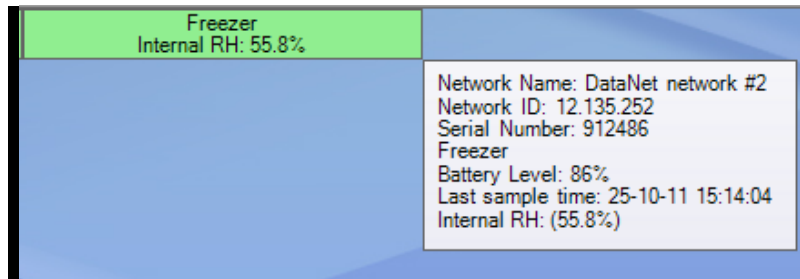 Freezer
Internal RH: 55.8%
Network Name: DataNet network #2
Network ID: 12.135.252
Serial Number: 912486
Freezer
Battery Level: 86%
Last sample time: 25-10-11 15:14:04
Internal RH: (55.8%)